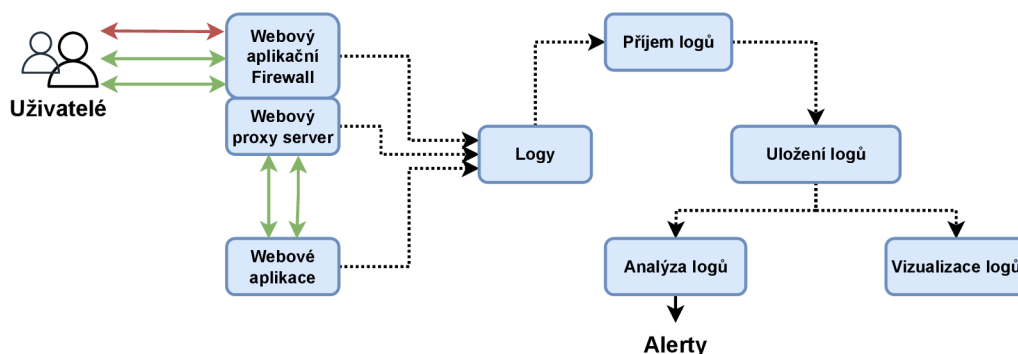 Uživatelé
Webový
aplikační
Firewall
Webový
proxy server
Webové
aplikace
Logy
Příjem logů
Uložení logů
Analýza logů
Vizualizace logů
Alerty